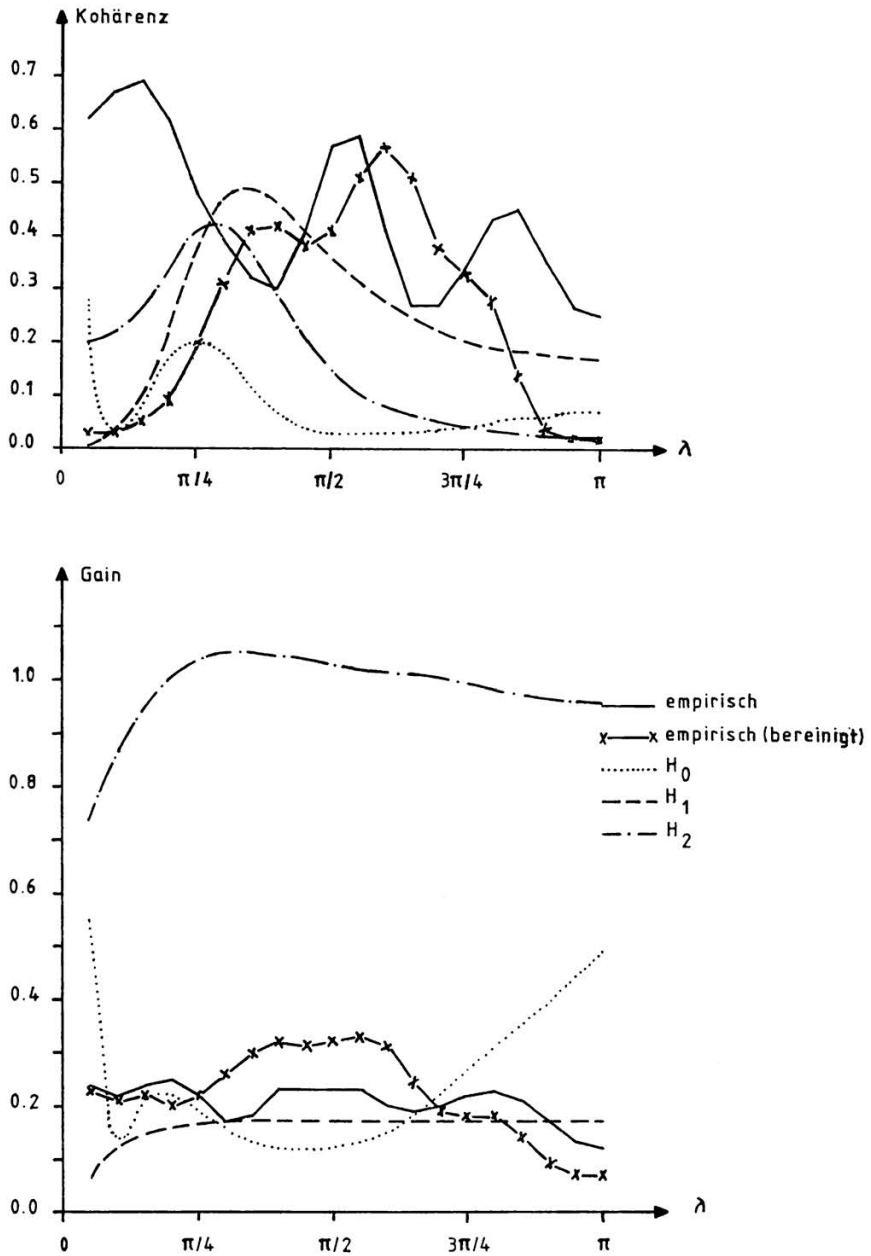 Kohärenz
0.7
0.6
0.5
0.4
0.3
0.2
0.1
0.0
0 π/4 π/2 3π/4 π λ
Gain
1.0
0.8
0.6
0.4
0.2
0.0
empirisch
x—x empirisch (bereinigt)
H0
H1
H2
0 π/4 π/2 3π/4 π λ